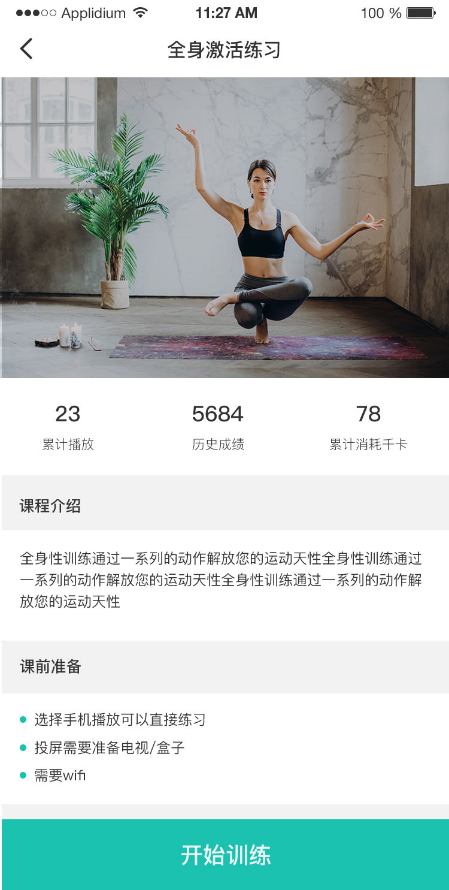 Applidium 11:27 AM 100 %
全身激活练习
23 5684 78
累计播放 历史成绩 累计消耗千卡
课程介绍
全身性训练通过一系列的动作解放您的运动天性全身性训练通过
一系列的动作解放您的运动天性全身性训练通过一系列的动作解
放您的运动天性
课前准备
选择手机播放可以直接练习
投屏需要准备电视/盒子
需要wifi
开始训练